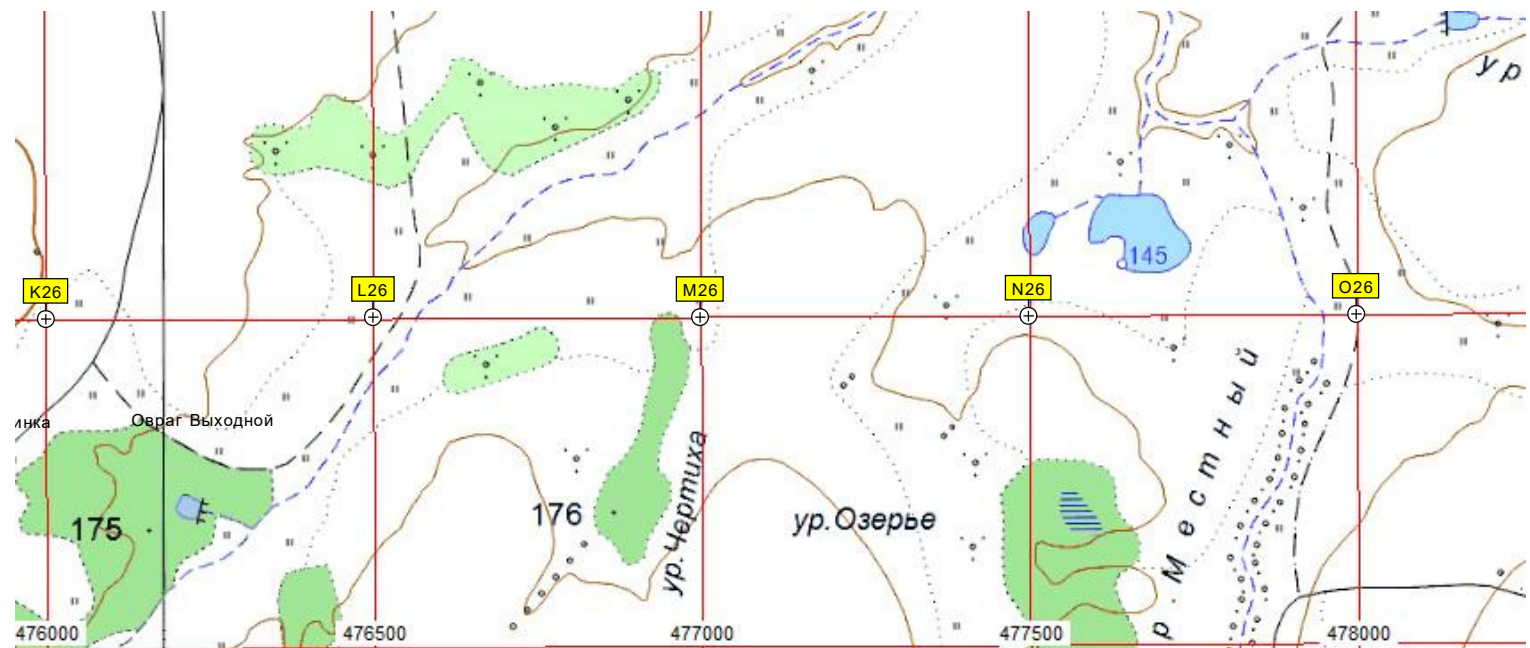 ур
145
K26
L26
M26
N26
O26
инка
Овраг Выходной
175
176
ур.Чертиха
ур.Озерье
р Местный
476000
476500
477000
477500
478000